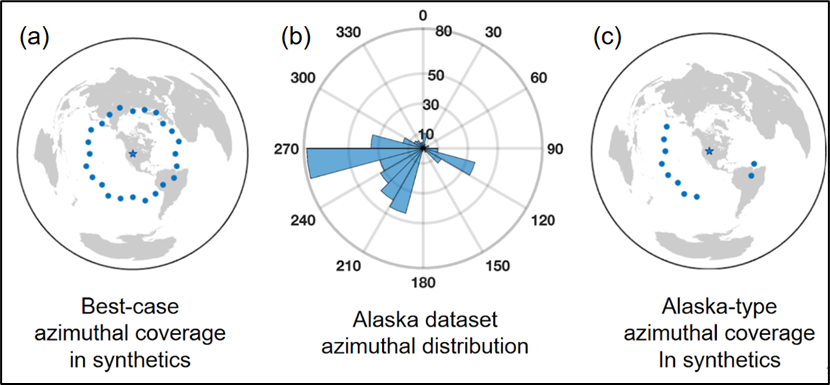 (a)
(b)
(c)
0
30
60
90
120
150
180
210
240
270
300
330
80
50
30
10
Best-case
azimuthal coverage
in synthetics
Alaska dataset
azimuthal distribution
Alaska-type
azimuthal coverage
In synthetics